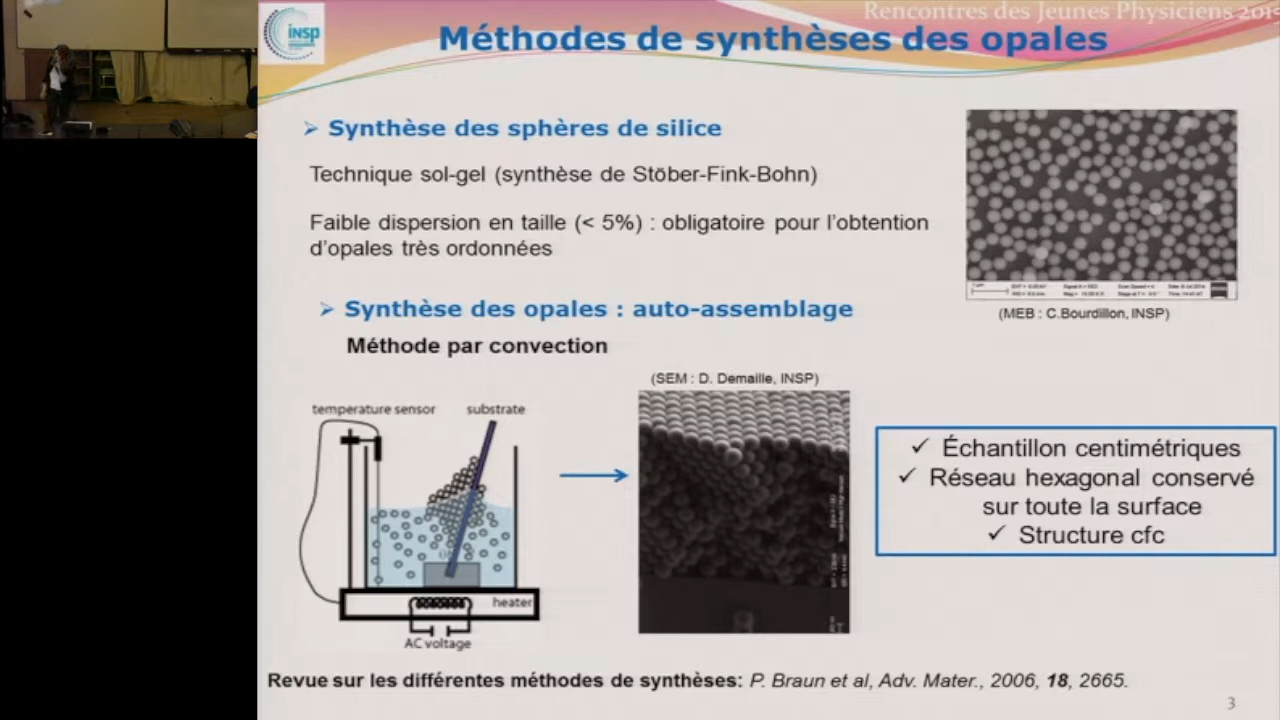 Rencontres des Jeunes Physiciens 201
insp
Méthodes de synthèses des opales
➢ Synthèse des sphères de silice
Technique sol-gel (synthèse de Stöber-Fink-Bohn)
Faible dispersion en taille (< 5%) : obligatoire pour l’obtention
d’opales très ordonnées
(MEB : C.Bourdillon, INSP)
➢ Synthèse des opales : auto-assemblage
Méthode par convection
temperature sensor
substrate
heater
AC voltage
(SEM : D. Demaille, INSP)
✓ Échantillon centimétriques
✓ Réseau hexagonal conservé
sur toute la surface
✓ Structure cfc
Revue sur les différentes méthodes de synthèses: P. Braun et al, Adv. Mater., 2006, 18, 2665.
3